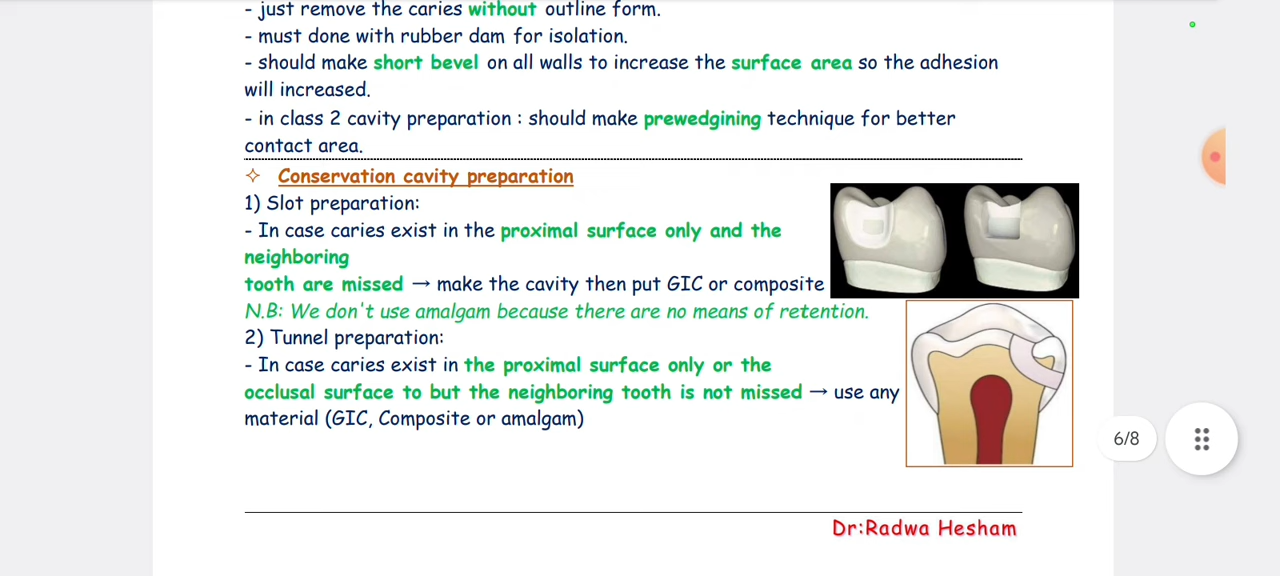 - just remove the caries without outline form.
- must done with rubber dam for isolation.
- should make short bevel on all walls to increase the surface area so the adhesion
will increased.
- in class 2 cavity preparation : should make prewedgining technique for better
contact area.
✧ Conservation cavity preparation
1) Slot preparation:
- In case caries exist in the proximal surface only and the
neighboring
tooth are missed → make the cavity then put GIC or composite
N.B: We don't use amalgam because there are no means of retention.
2) Tunnel preparation:
- In case caries exist in the proximal surface only or the
occlusal surface to but the neighboring tooth is not missed → use any
material (GIC, Composite or amalgam)
6/8
Dr:Radwa Hesham